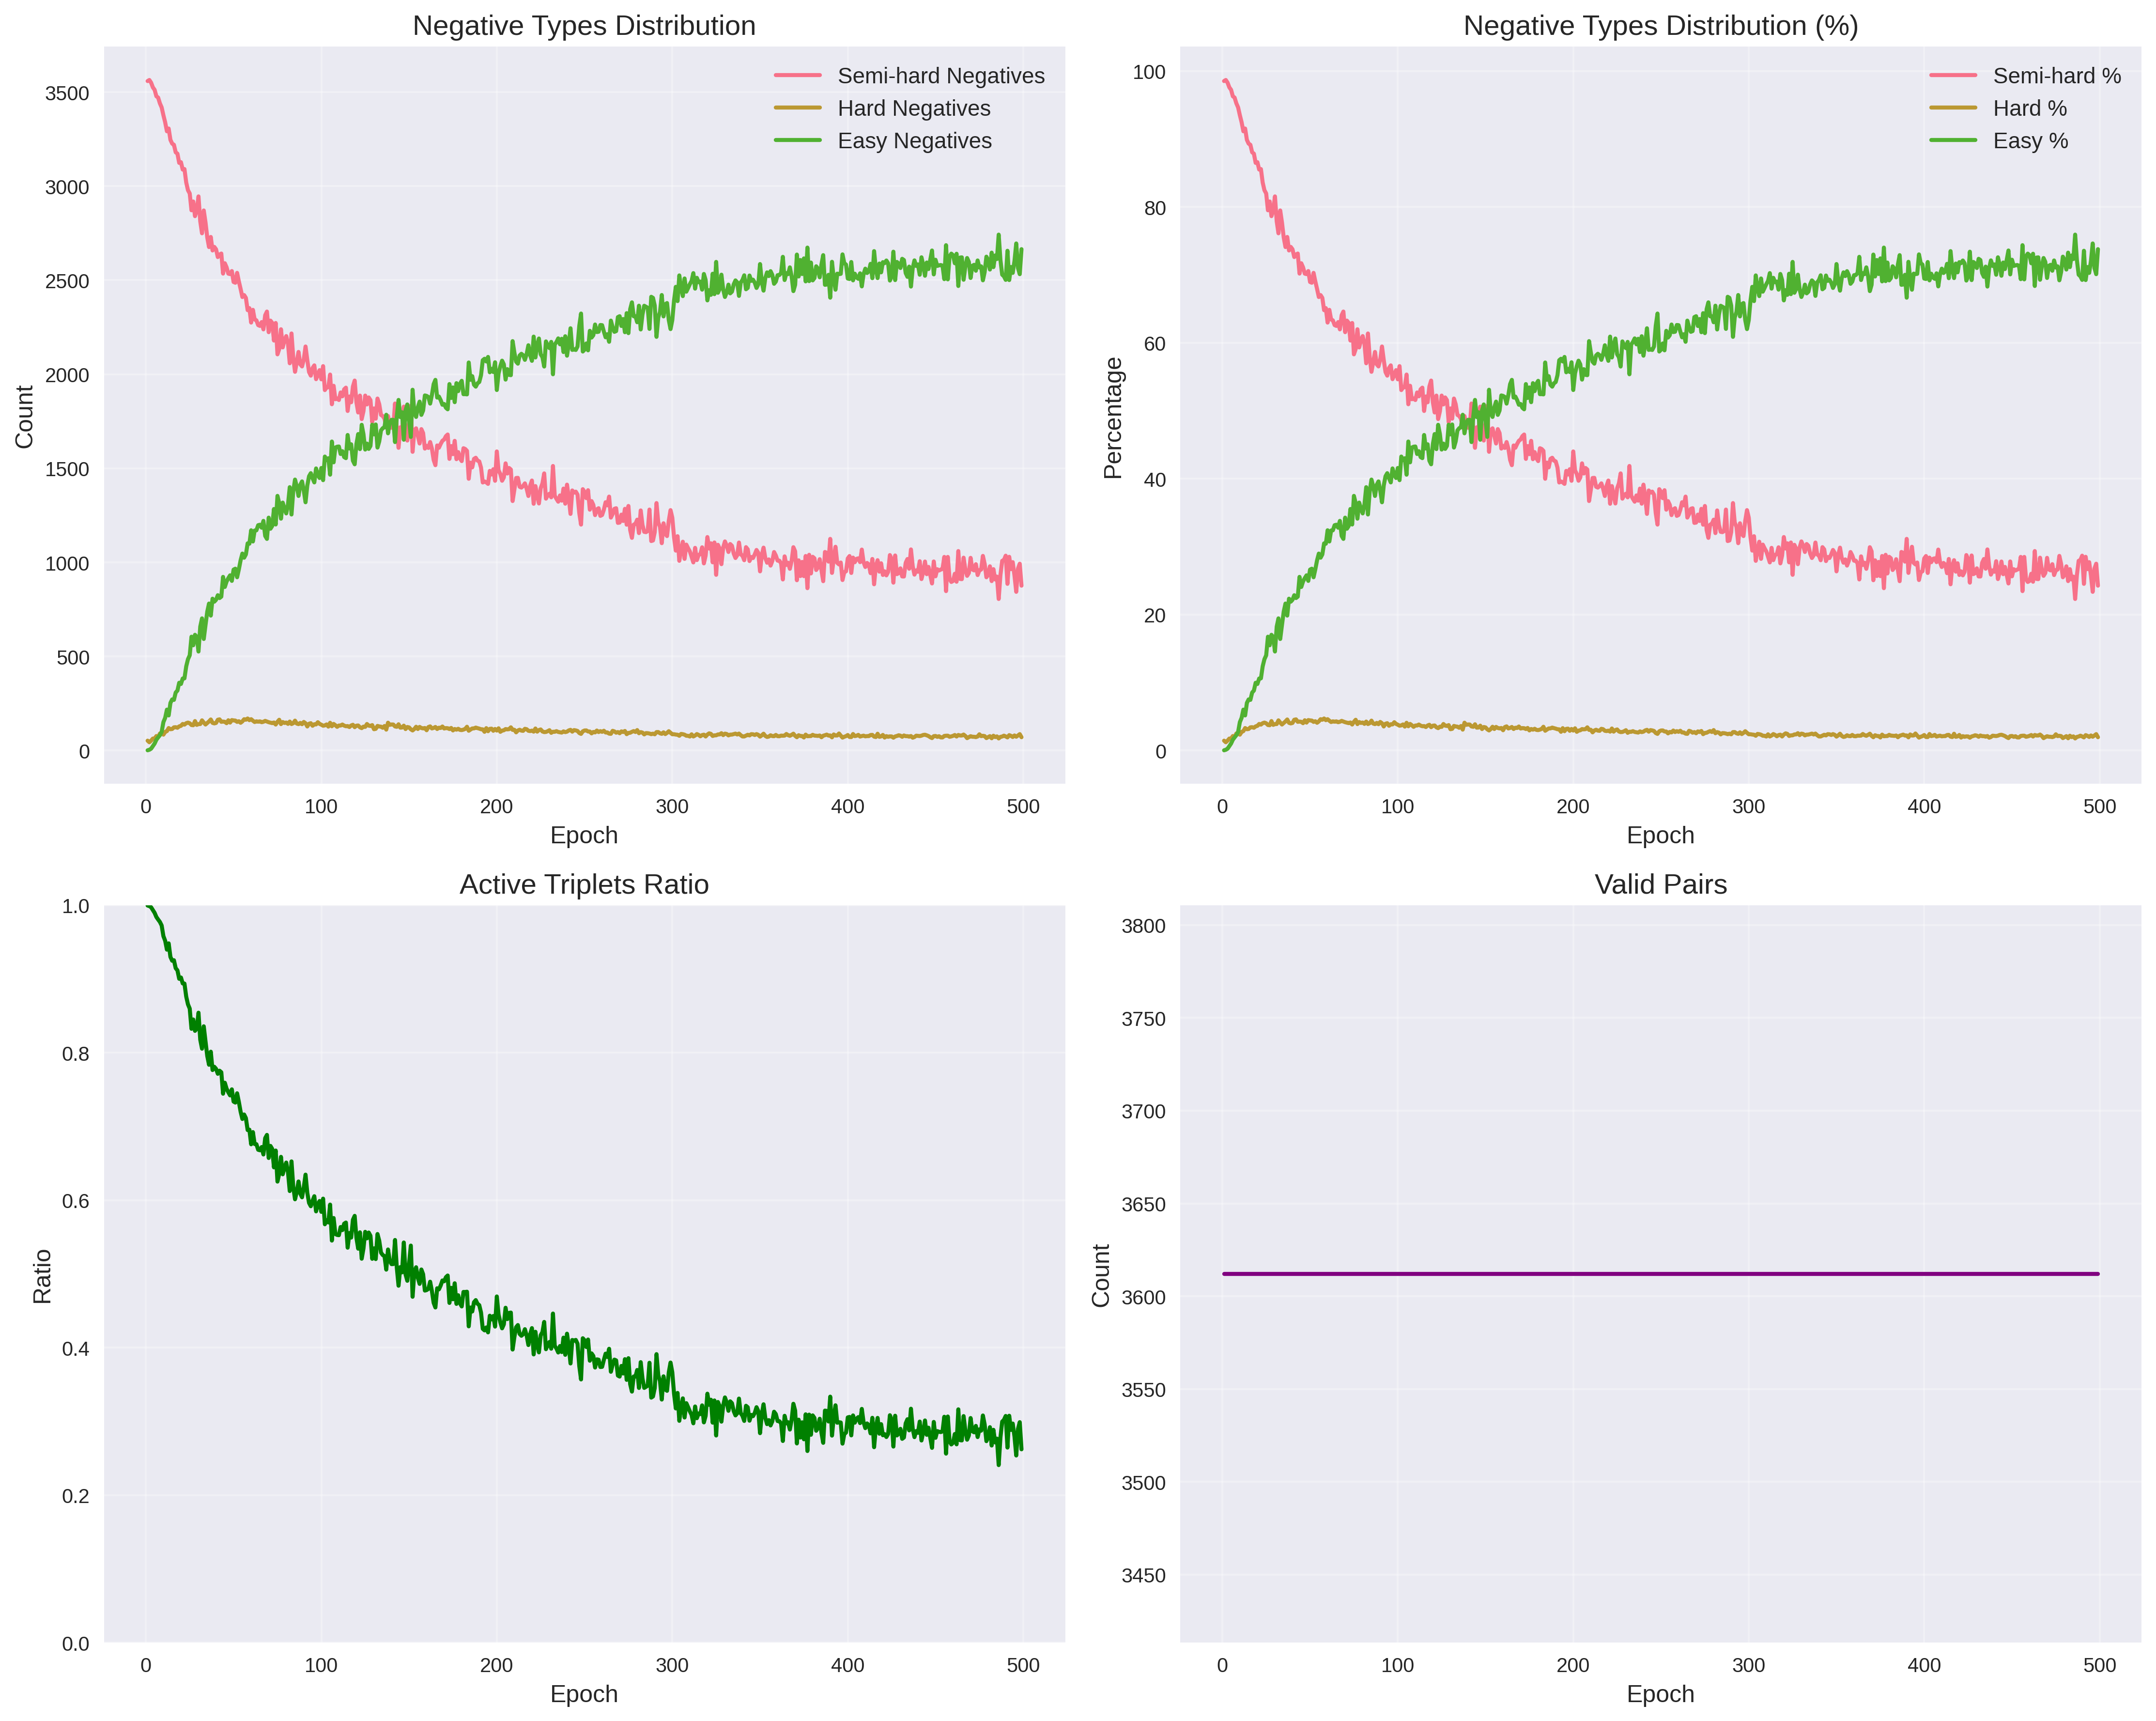 Negative Types Distribution
Count
3500
3000
2500
2000
1500
1000
500
0
Semi-hard Negatives
Hard Negatives
Easy Negatives
0 100 200 300 400 500
Epoch
Negative Types Distribution (%)
Percentage
100
80
60
40
20
0
Semi-hard %
Hard %
Easy %
0 100 200 300 400 500
Epoch
Active Triplets Ratio
Ratio
1.0
0.8
0.6
0.4
0.2
0.0
0 100 200 300 400 500
Epoch
Valid Pairs
Count
3800
3750
3700
3650
3600
3550
3500
3450
0 100 200 300 400 500
Epoch